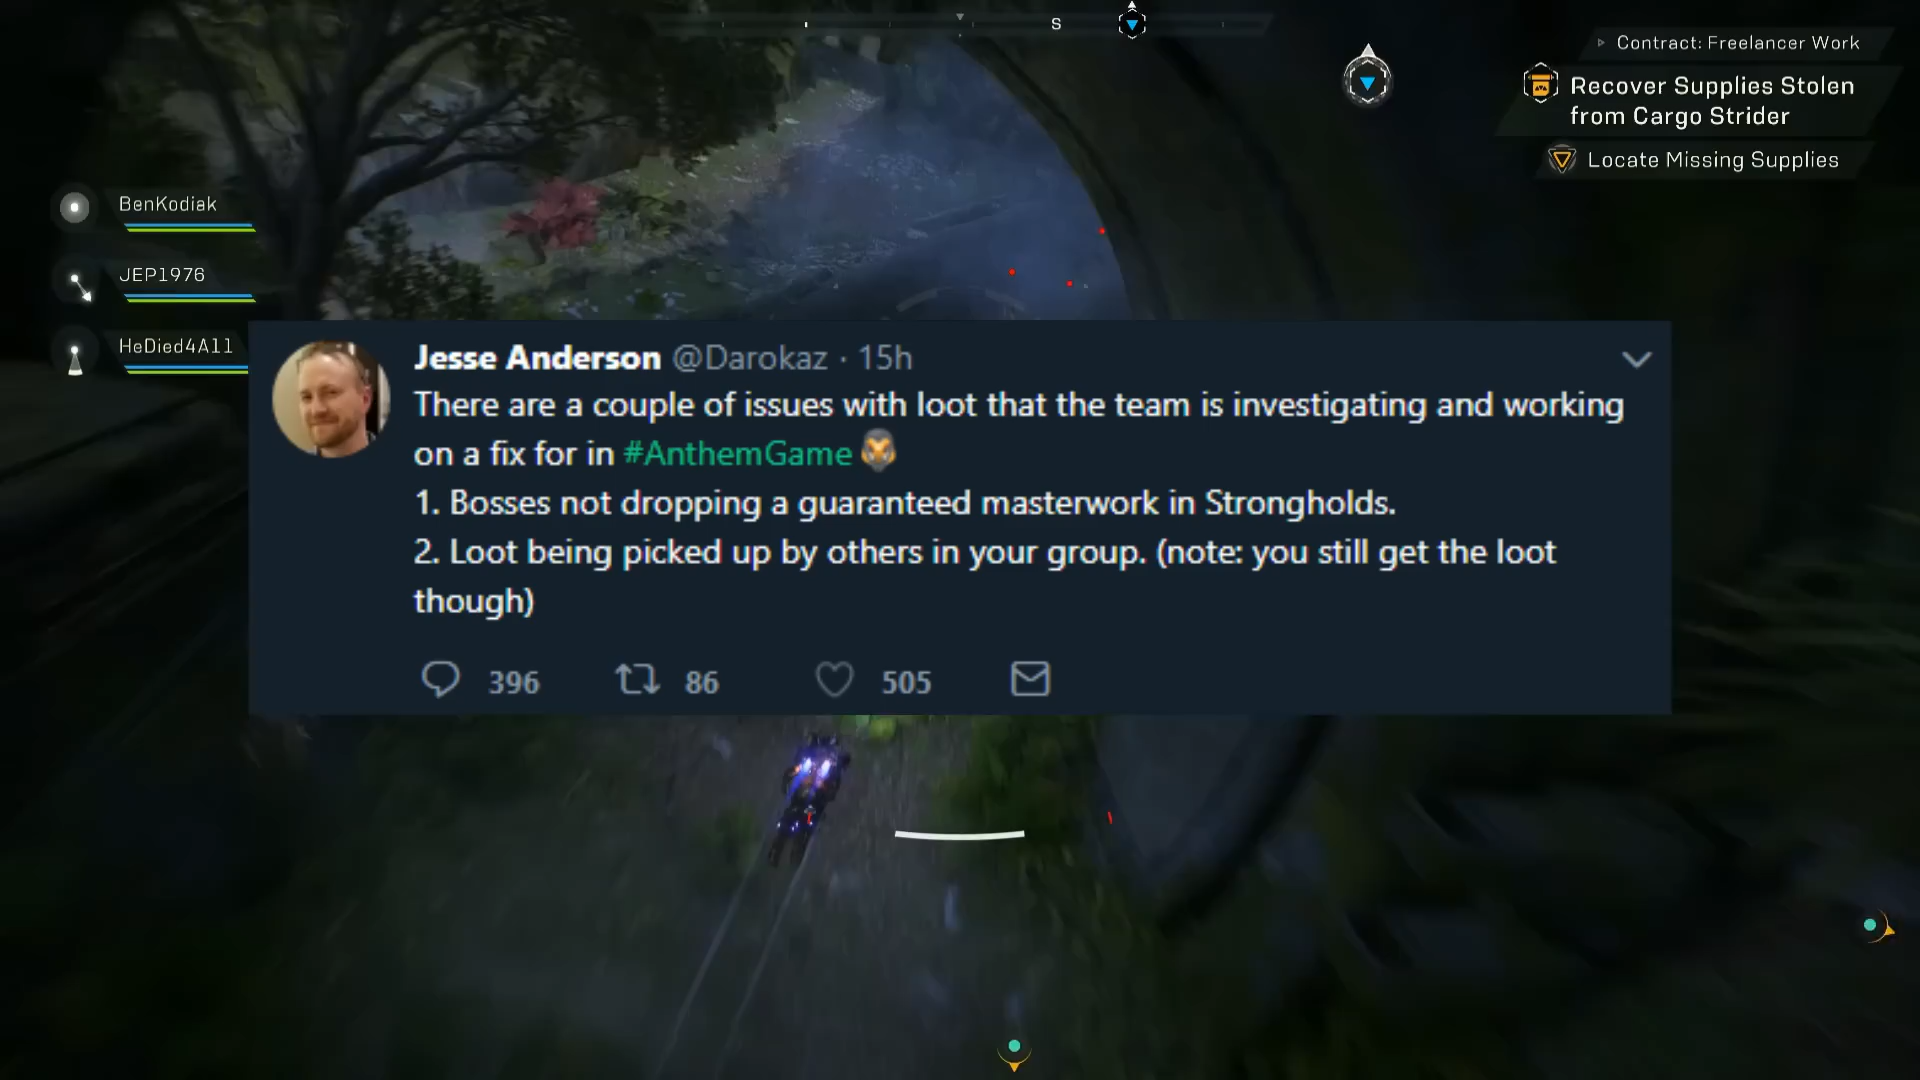 S
Contract: Freelancer Work
Recover Supplies Stolen
from Cargo Strider
Locate Missing Supplies
BenKodiak
JEP1976
HeDied4All
Jesse Anderson @Darokaz · 15h
There are a couple of issues with loot that the team is investigating and working
on a fix for in #AnthemGame
1. Bosses not dropping a guaranteed masterwork in Strongholds.
2. Loot being picked up by others in your group. (note: you still get the loot
though)
396 86 505